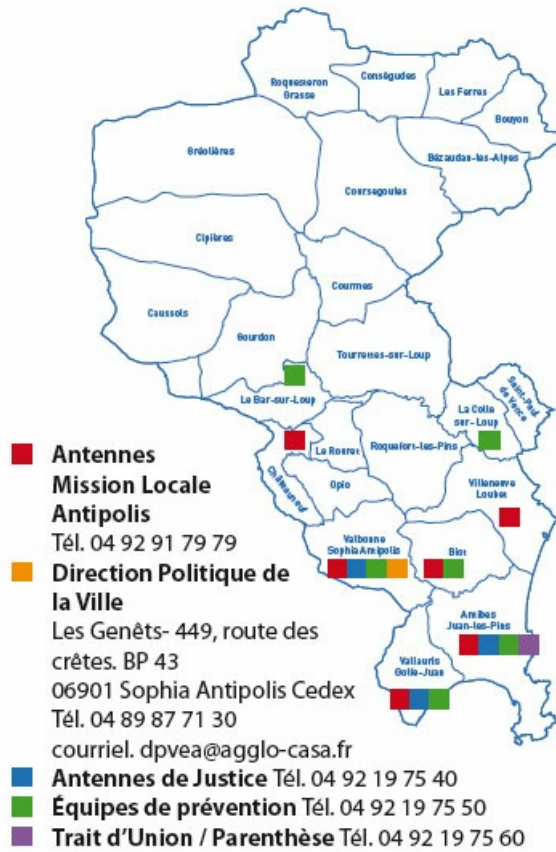 Roquesteron
Grasse
Conségudes
Les Ferres
Bouyon
Gréolières
Bézaudun-les-Alpes
Coursegoules
Cipières
Courmes
Caussols
Gourdon
Tourrettes-sur-Loup
Le Bar-sur-Loup
Saint-Paul
de Vence
La Colle
sur-Loup
Le Rouret
Roquefort-les-Pins
Châteauneuf
Opio
Villeneuve
Loubet
Valbonne
Sophia Antipolis
Biot
Antibes
Juan-les-Pins
Vallauris
Golfe-Juan
Antennes
Mission Locale
Antipolis
Tél. 04 92 91 79 79
Direction Politique de
la Ville
Les Genêts- 449, route des
crêtes. BP 43
06901 Sophia Antipolis Cedex
Tél. 04 89 87 71 30
courriel. dpvea@agglo-casa.fr
Antennes de Justice Tél. 04 92 19 75 40
Équipes de prévention Tél. 04 92 19 75 50
Trait d'Union / Parenthèse Tél. 04 92 19 75 60